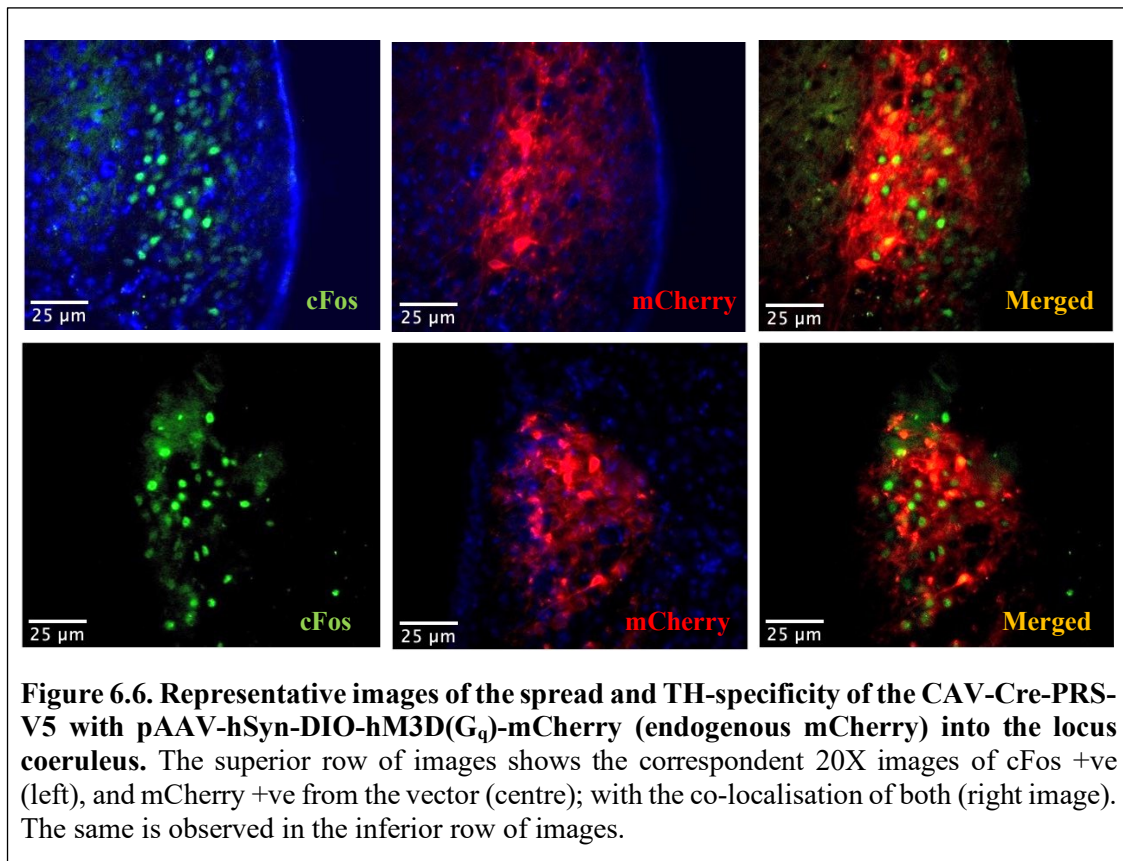 cFos
25 µm
mCherry
25 µm
Merged
25 µm
cFos
25 µm
mCherry
25 µm
Merged
25 µm
Figure 6.6. Representative images of the spread and TH-specificity of the CAV-Cre-PRS-
V5 with pAAV-hSyn-DIO-hM3D(Gq)-mCherry (endogenous mCherry) into the locus
coeruleus. The superior row of images shows the correspondent 20X images of cFos +ve
(left), and mCherry +ve from the vector (centre); with the co-localisation of both (right image).
The same is observed in the inferior row of images.